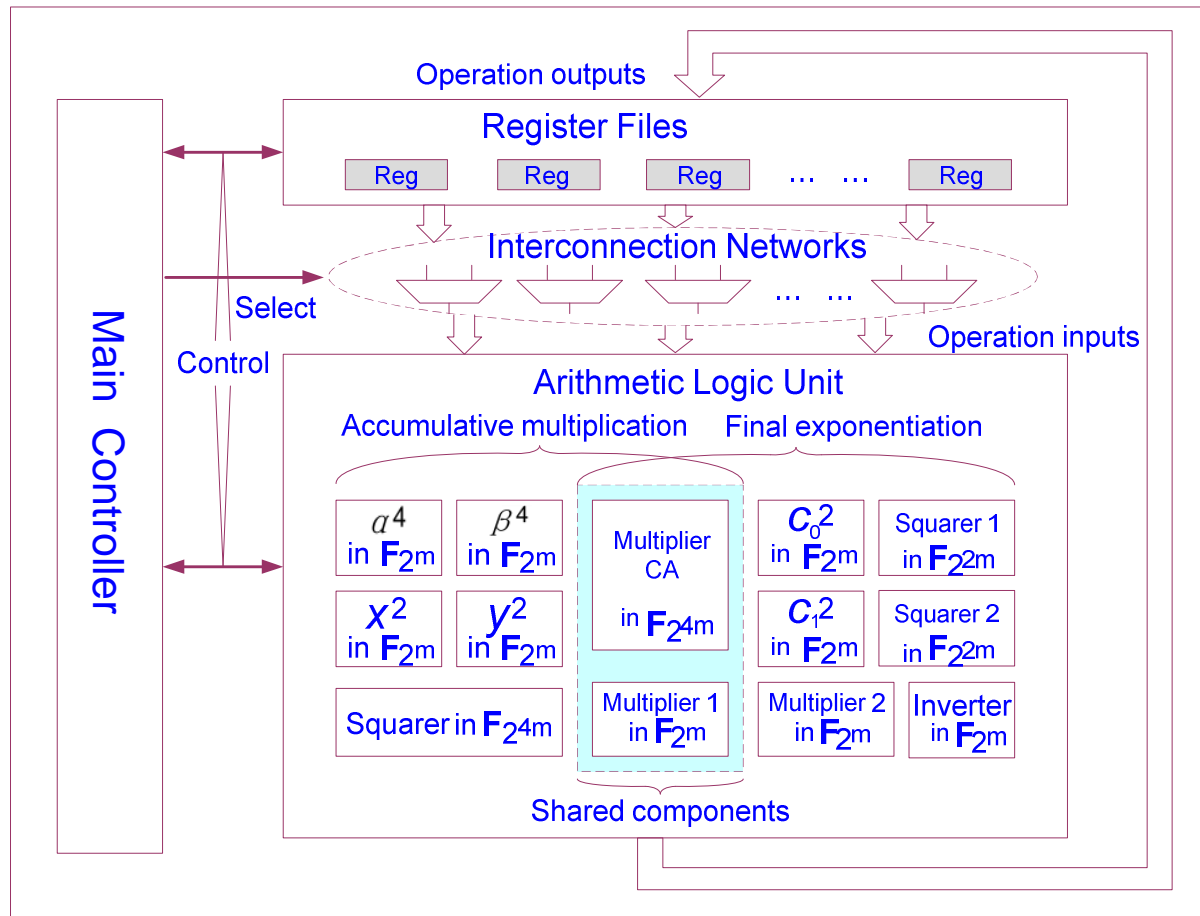 Operation outputs
Register Files
Reg Reg Reg ... ... Reg
Interconnection Networks
... ...
Select
Operation inputs
Main Controller
Control
Arithmetic Logic Unit
Accumulative multiplication
Final exponentiation
α⁴
in F₂m
β⁴
in F₂m
Multiplier
CA
in F₂4m
C₀²
in F₂m
Squarer 1
in F₂2m
x²
in F₂m
y²
in F₂m
C₁²
in F₂m
Squarer 2
in F₂2m
Squarer in F₂4m
Multiplier 1
in F₂m
Multiplier 2
in F₂m
Inverter
in F₂m
Shared components